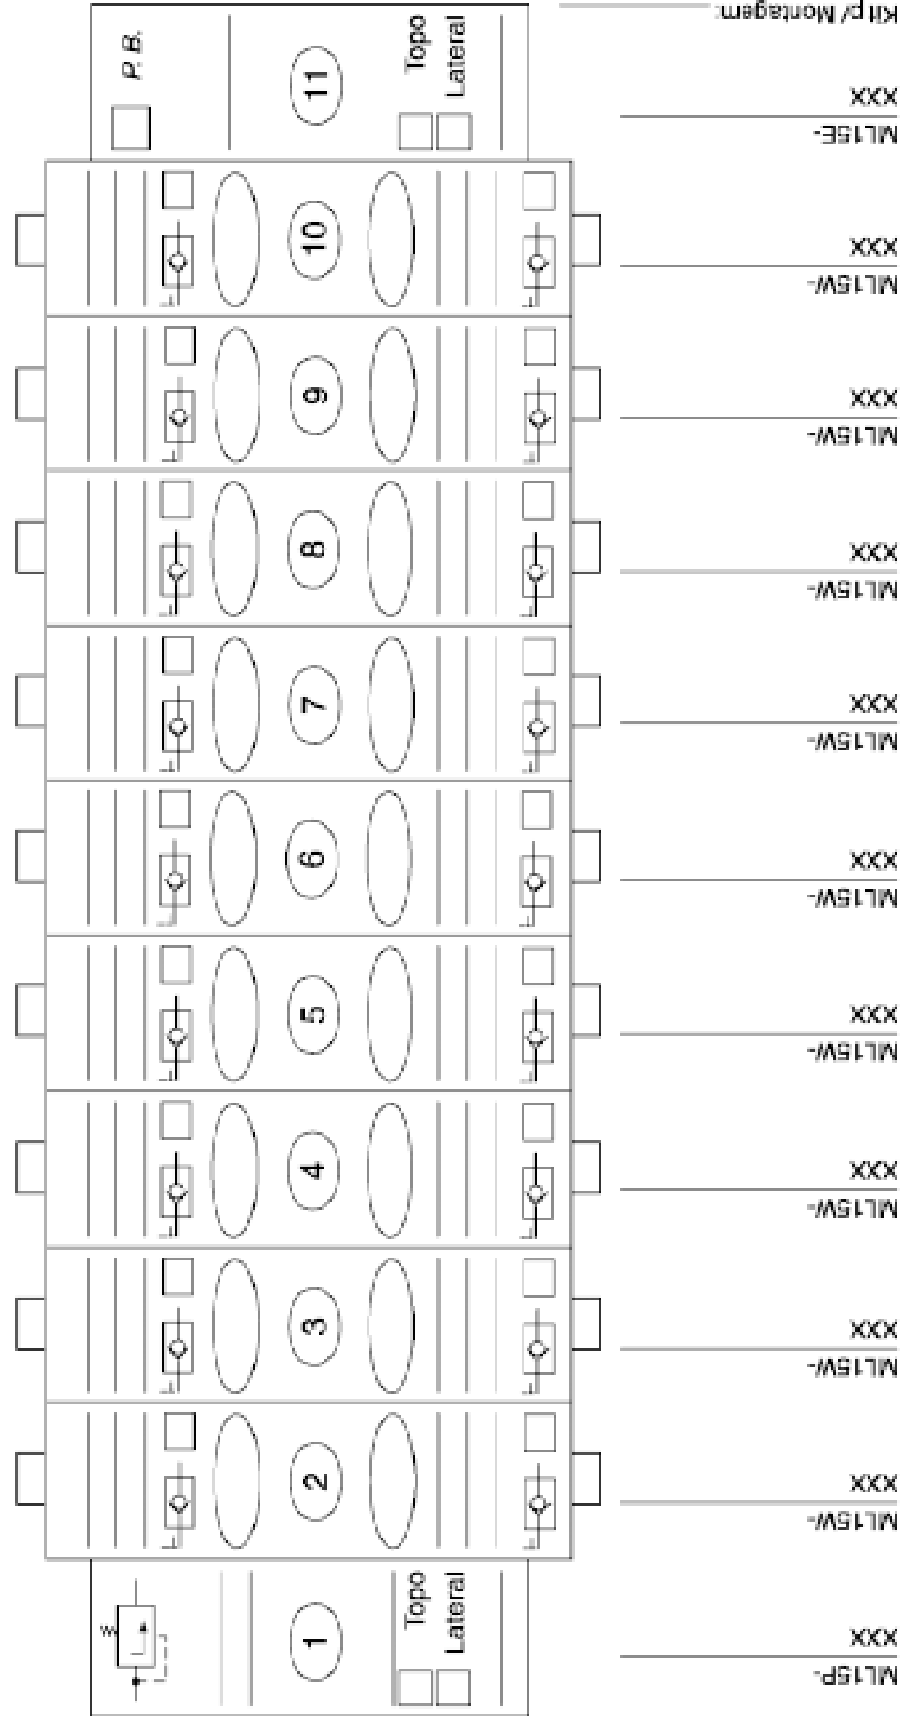 Kit p/ Montagem:
P.B.
11
Topo
Lateral
XXX
ML15E-
10
XXX
ML15W-
9
XXX
ML15W-
8
XXX
ML15W-
7
XXX
ML15W-
6
XXX
ML15W-
5
XXX
ML15W-
4
XXX
ML15W-
3
XXX
ML15W-
2
XXX
ML15W-
1
Topo
Lateral
XXX
ML15P-